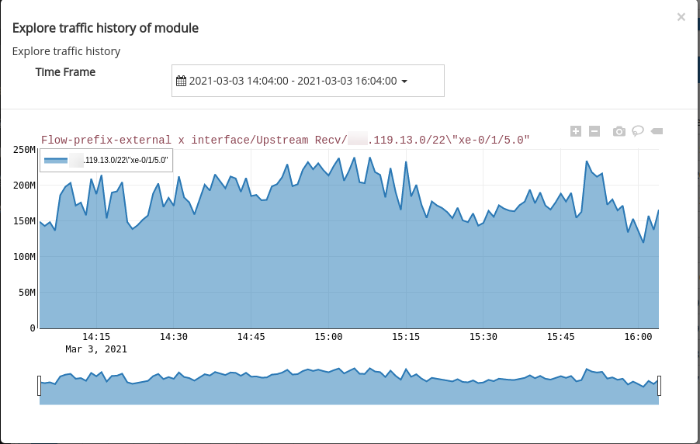 ×
Explore traffic history of module
Explore traffic history
Time Frame
2021-03-03 14:04:00 - 2021-03-03 16:04:00
Flow-prefix-external x interface/Upstream Recv/ .119.13.0/22\"xe-0/1/5.0"
.119.13.0/22\"xe-0/1/5.0"
250M
200M
150M
100M
50M
0
14:15 14:30 14:45 15:00 15:15 15:30 15:45 16:00
Mar 3, 2021